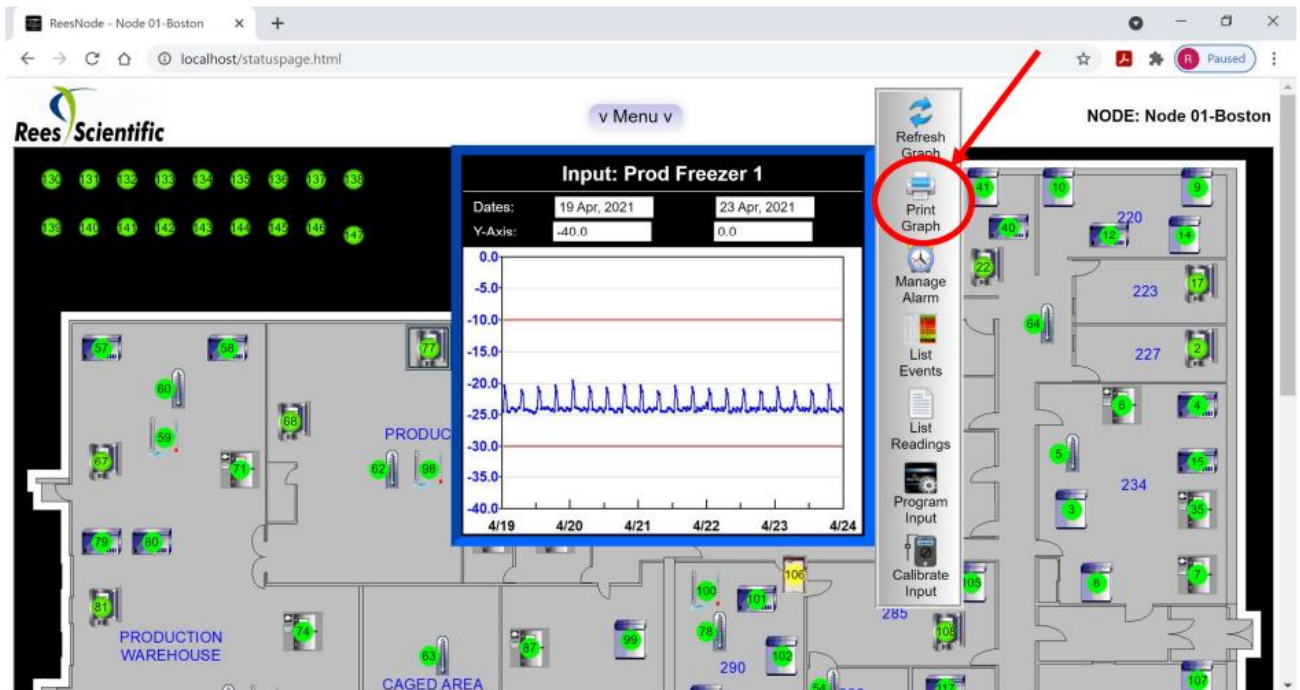 ReesNode - Node 01-Boston
localhost/statuspage.html
R Paused
Rees Scientific
v Menu v
NODE: Node 01-Boston
Refresh
Graph
Print
Graph
Manage
Alarm
List
Events
List
Readings
Program
Input
Calibrate
Input
Input: Prod Freezer 1
Dates: 19 Apr, 2021 23 Apr, 2021
Y-Axis: -40.0 0.0
0.0
-5.0
-10.0
-15.0
-20.0
-25.0
-30.0
-35.0
-40.0
4/19 4/20 4/21 4/22 4/23 4/24
130 131 132 133 134 135 136 137 138
139 140 141 142 143 144 145 146 147
41 10 9
220
40 12 14
22 17
223
64
227 2
57 58 77
60
6 4
68
59
PRODUC
67 71 62 98
5 15
234
3 35
79 80
106
7
100 101 105 8
81
285
PRODUCTION
WAREHOUSE
74 87 99 78 108
63 290 102
CAGED AREA
54 117 107